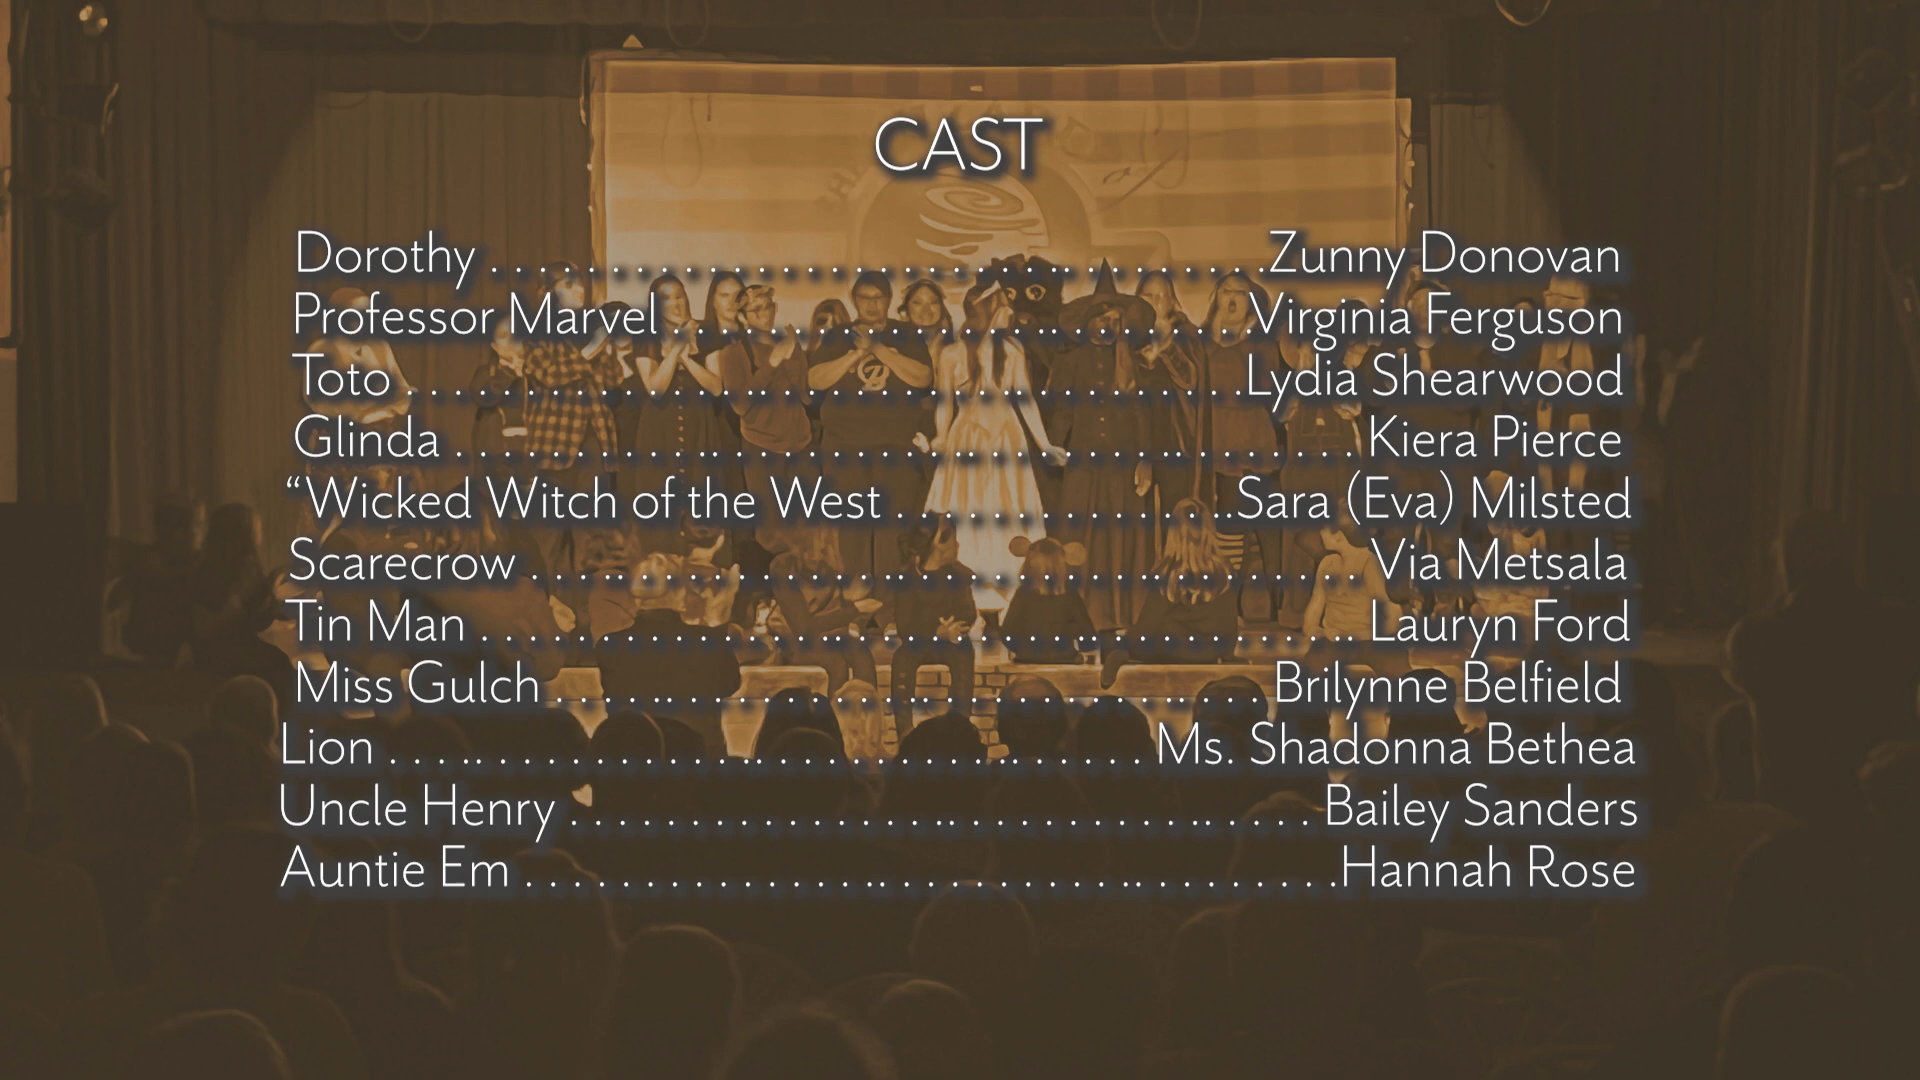 CAST
Dorothy . . . . . . . . . . . . . . . . . . . . . . . . . . . . . . . .Zunny Donovan
Professor Marvel . . . . . . . . . . . . . . . . . . . . . . . .Virginia Ferguson
Toto . . . . . . . . . . . . . . . . . . . . . . . . . . . . . . . . . . .Lydia Shearwood
Glinda . . . . . . . . . . . . . . . . . . . . . . . . . . . . . . . . . . . . . . Kiera Pierce
“Wicked Witch of the West . . . . . . . . . . . . . ..Sara (Eva) Milsted
Scarecrow . . . . . . . . . . . . . . . . . . . . . . . . . . . . . . . . . . . Via Metsala
Tin Man . . . . . . . . . . . . . . . . . . . . . . . . . . . . . . . . . . . . . Lauryn Ford
Miss Gulch . . . . . . . . . . . . . . . . . . . . . . . . . . . . . . Brilynne Belfield
Lion . . . . . . . . . . . . . . . . . . . . . . . . . . . . . . . . Ms. Shadonna Bethea
Uncle Henry . . . . . . . . . . . . . . . . . . . . . . . . . . . . . . . Bailey Sanders
Auntie Em . . . . . . . . . . . . . . . . . . . . . . . . . . . . . . . . . .Hannah Rose